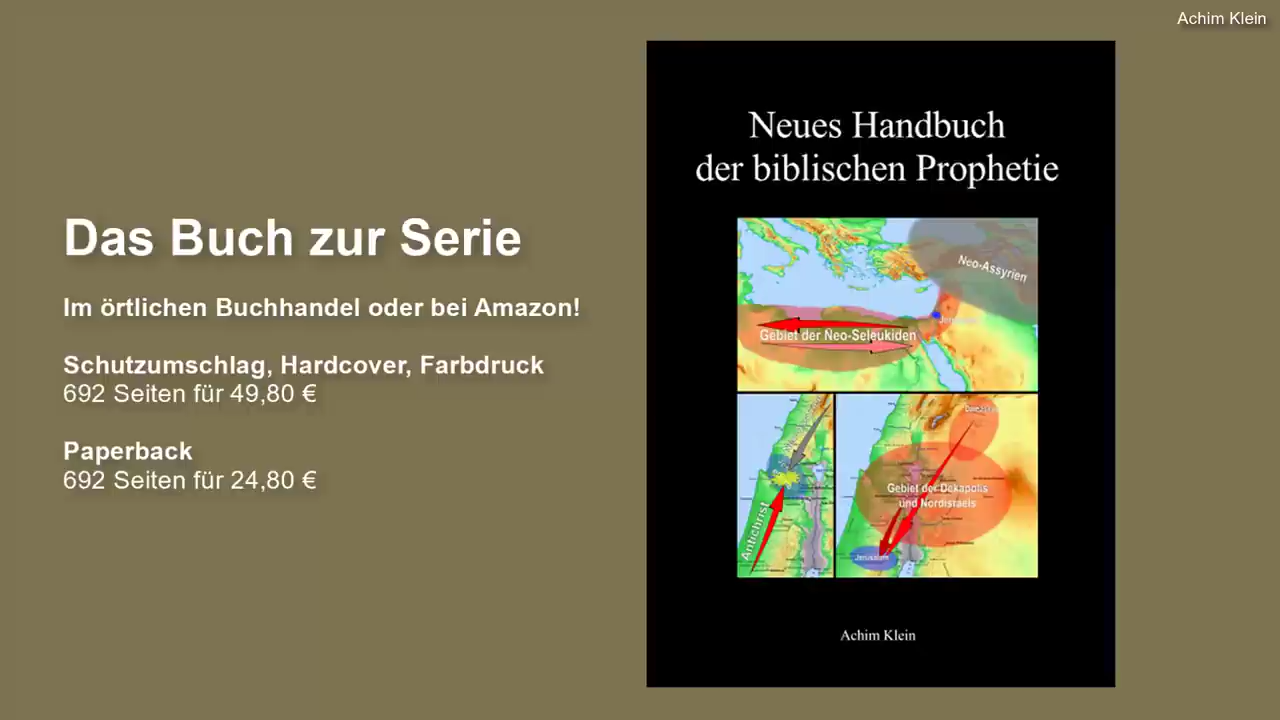 Achim Klein
Das Buch zur Serie
Im örtlichen Buchhandel oder bei Amazon!
Schutzumschlag, Hardcover, Farbdruck
692 Seiten für 49,80 €
Paperback
692 Seiten für 24,80 €
Neues Handbuch
der biblischen Prophetie
Neo-Assyrien
Gebiet der Neo-Seleukiden
Antichrist
Gebiet der Dekapolis
und Nordisraels
Jerusalem
Achim Klein